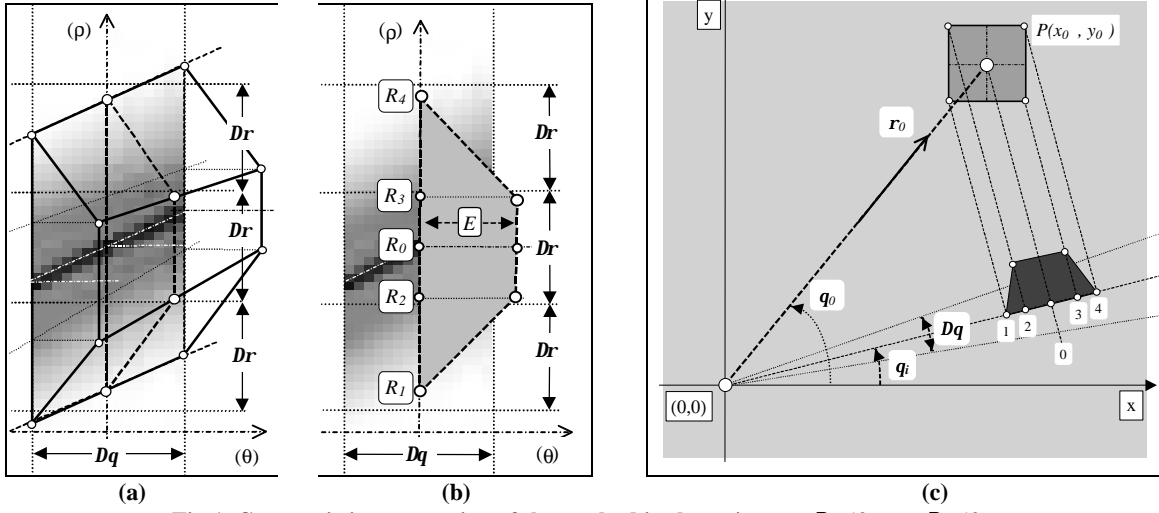 (ρ)
Dr
Dr
Dr
Dq
(θ)
(a)
(ρ)
R4
R3
E
R0
R2
R1
Dr
Dr
Dr
Dq
(θ)
(b)
y
P(x0 , y0 )
r0
q0
Dq
qi
1
2
3
4
0
(0,0)
x
(c)